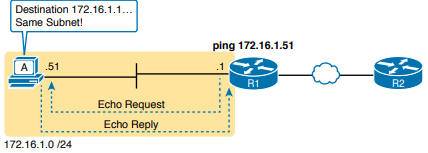 Destination 172.16.1.1…
Same Subnet!
ping 172.16.1.51
A
.51
.1
R1
R2
Echo Request
Echo Reply
172.16.1.0 /24